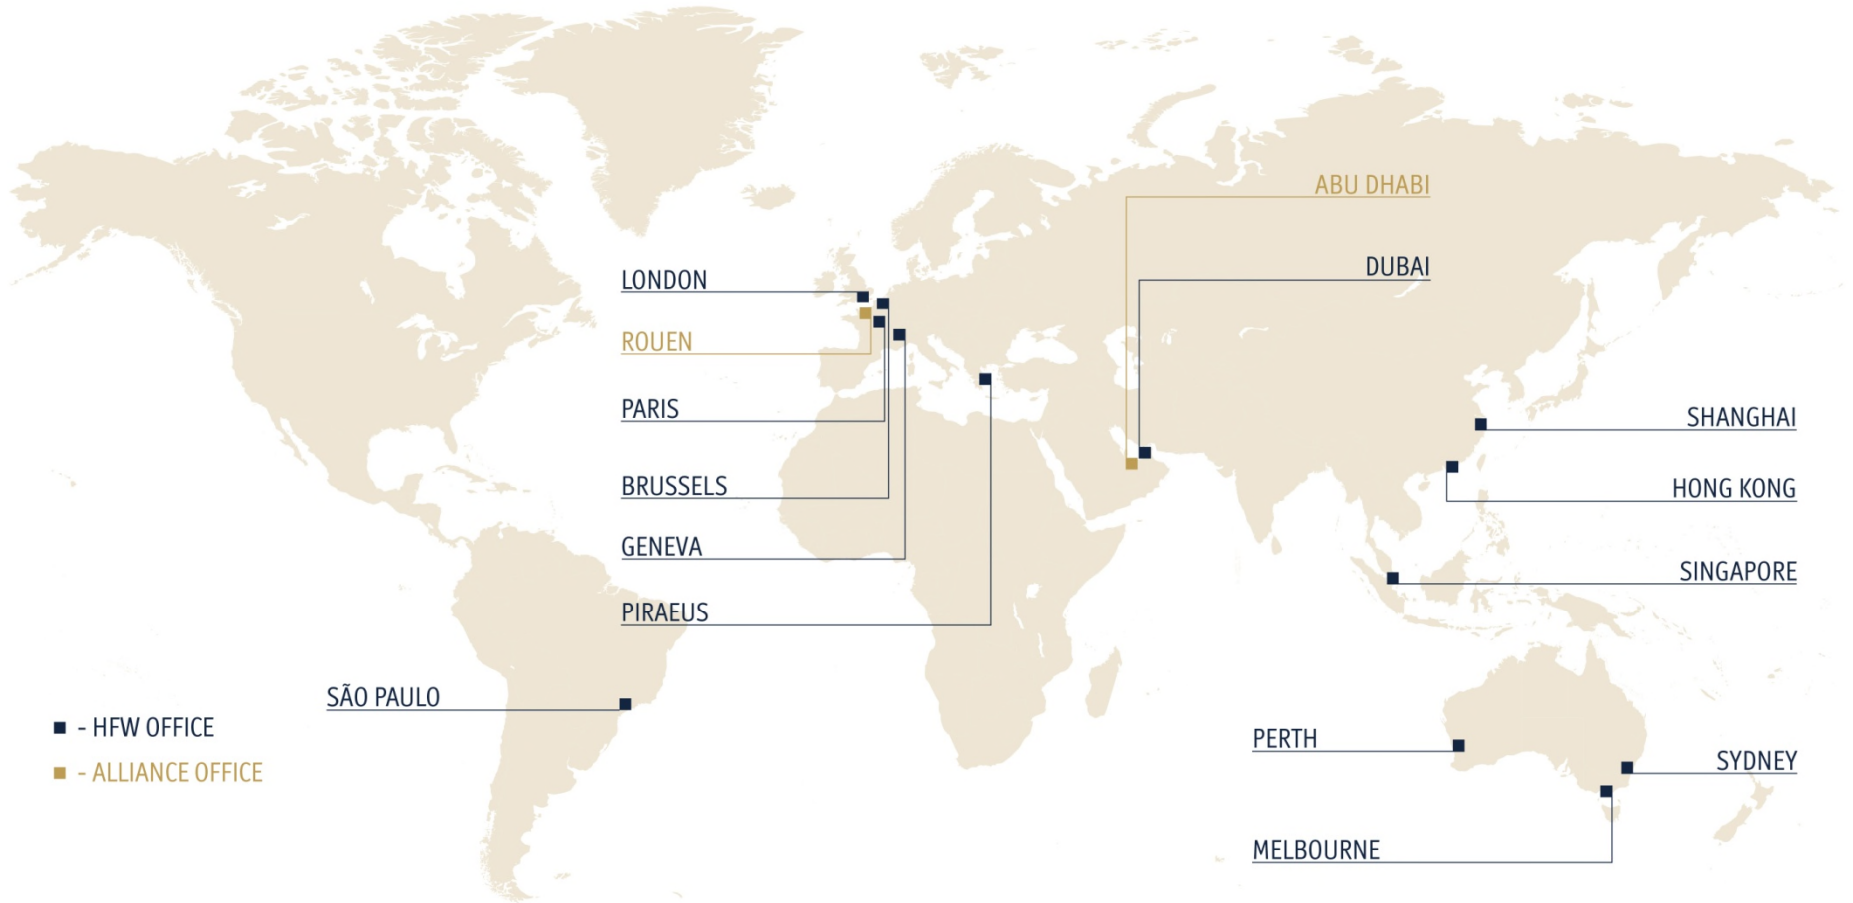 ABU DHABI
DUBAI
LONDON
ROUEN
PARIS
BRUSSELS
GENEVA
PIRAEUS
SHANGHAI
HONG KONG
SINGAPORE
SÃO PAULO
- HFW OFFICE
- ALLIANCE OFFICE
PERTH
SYDNEY
MELBOURNE